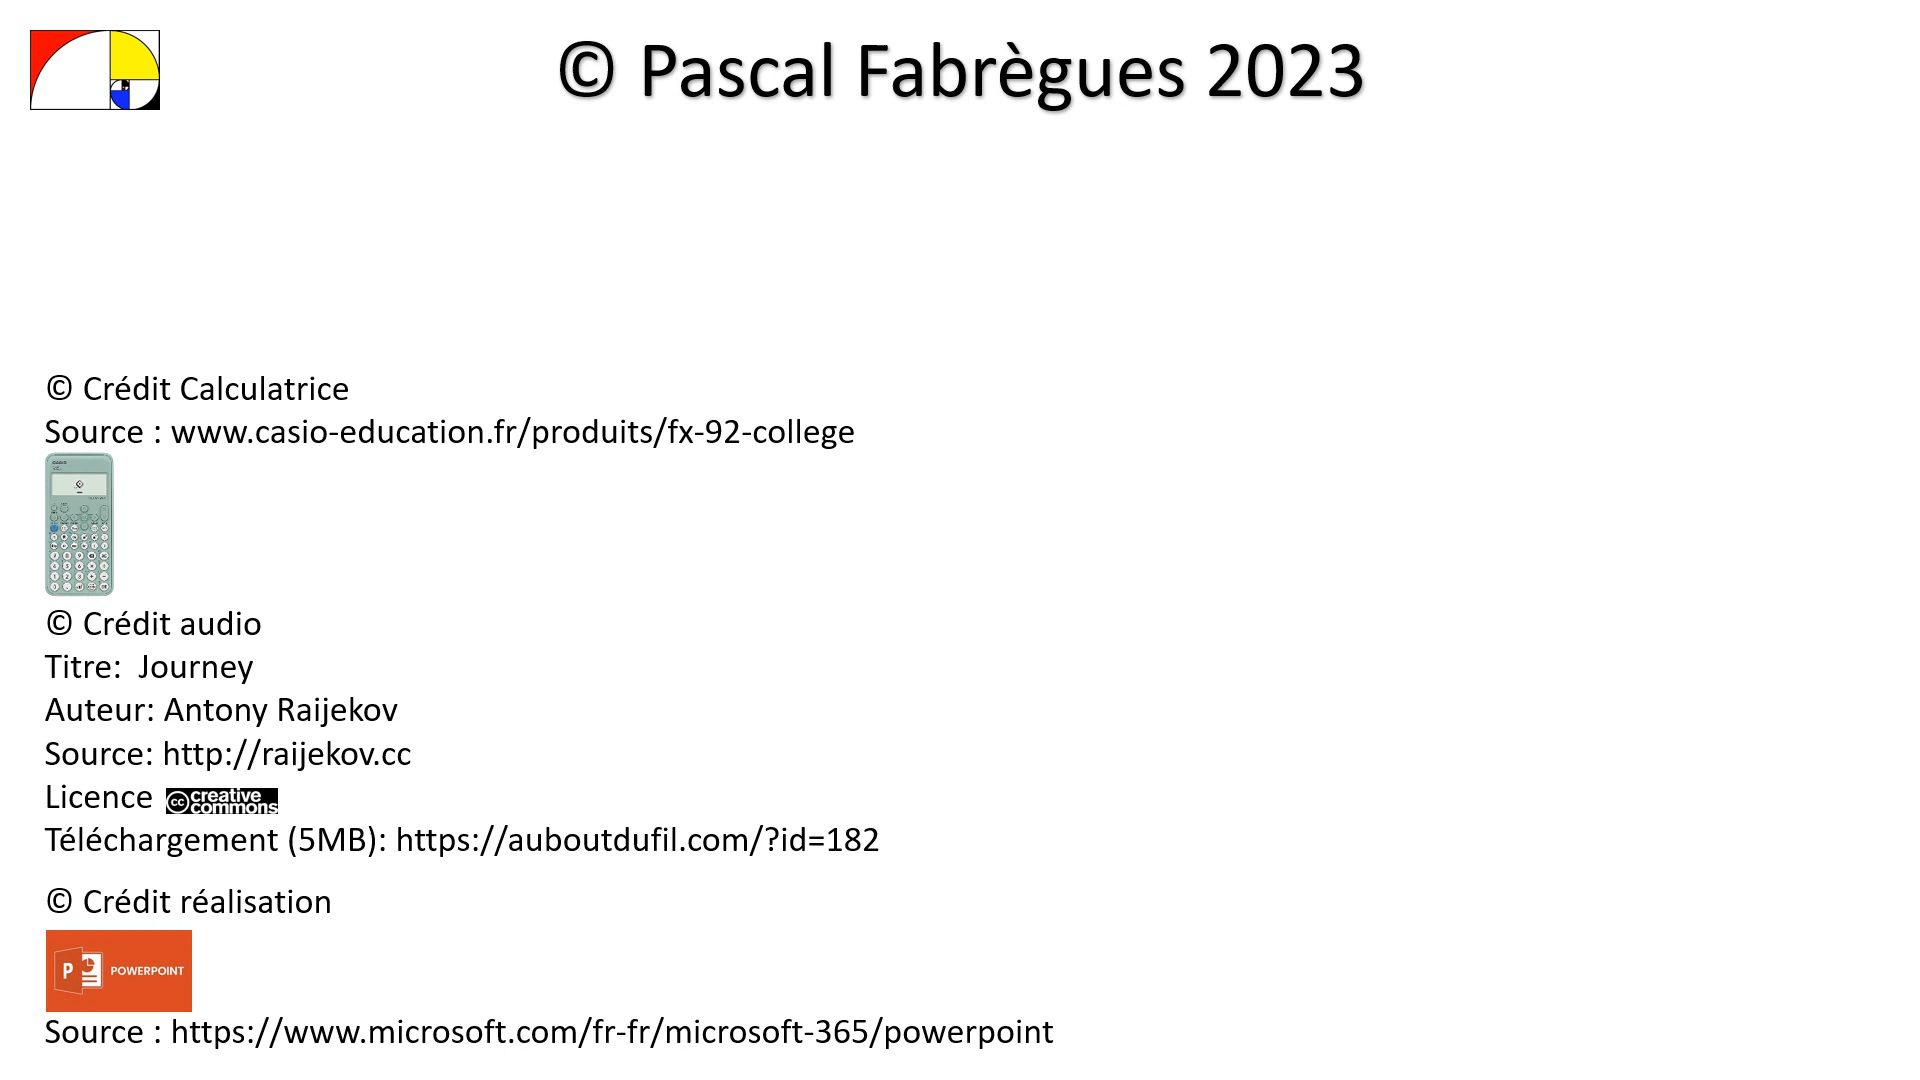 © Pascal Fabrègues 2023
© Crédit Calculatrice
Source : www.casio-education.fr/produits/fx-92-college
© Crédit audio
Titre:  Journey
Auteur: Antony Raijekov
Source: http://raijekov.cc
Licence cc creative commons
Téléchargement (5MB): https://auboutdufil.com/?id=182
© Crédit réalisation
P POWERPOINT
Source : https://www.microsoft.com/fr-fr/microsoft-365/powerpoint